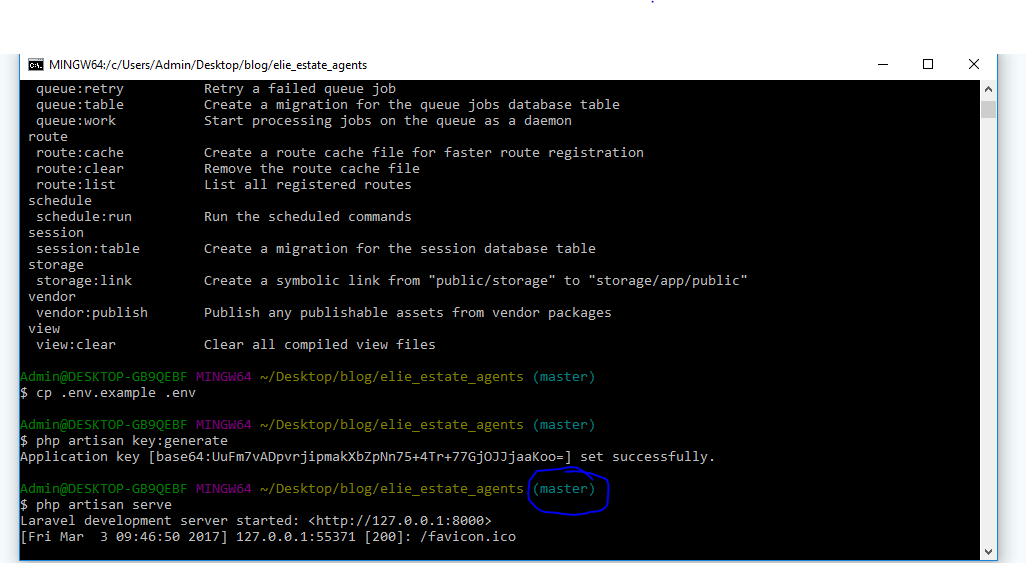 MINGW64:/c/Users/Admin/Desktop/blog/elie_estate_agents
queue:retry Retry a failed queue job
queue:table Create a migration for the queue jobs database table
queue:work Start processing jobs on the queue as a daemon
route
route:cache Create a route cache file for faster route registration
route:clear Remove the route cache file
route:list List all registered routes
schedule
schedule:run Run the scheduled commands
session
session:table Create a migration for the session database table
storage
storage:link Create a symbolic link from "public/storage" to "storage/app/public"
vendor
vendor:publish Publish any publishable assets from vendor packages
view
view:clear Clear all compiled view files
Admin@DESKTOP-GB9QEBF MINGW64 ~/Desktop/blog/elie_estate_agents (master)
$ cp .env.example .env
Admin@DESKTOP-GB9QEBF MINGW64 ~/Desktop/blog/elie_estate_agents (master)
$ php artisan key:generate
Application key [base64:UuFm7vADpvrjipmakXbZpNn75+4Tr+77GjOJJjaaKoo=] set successfully.
Admin@DESKTOP-GB9QEBF MINGW64 ~/Desktop/blog/elie_estate_agents (master)
$ php artisan serve
Laravel development server started: <http://127.0.0.1:8000>
[Fri Mar  3 09:46:50 2017] 127.0.0.1:55371 [200]: /favicon.ico